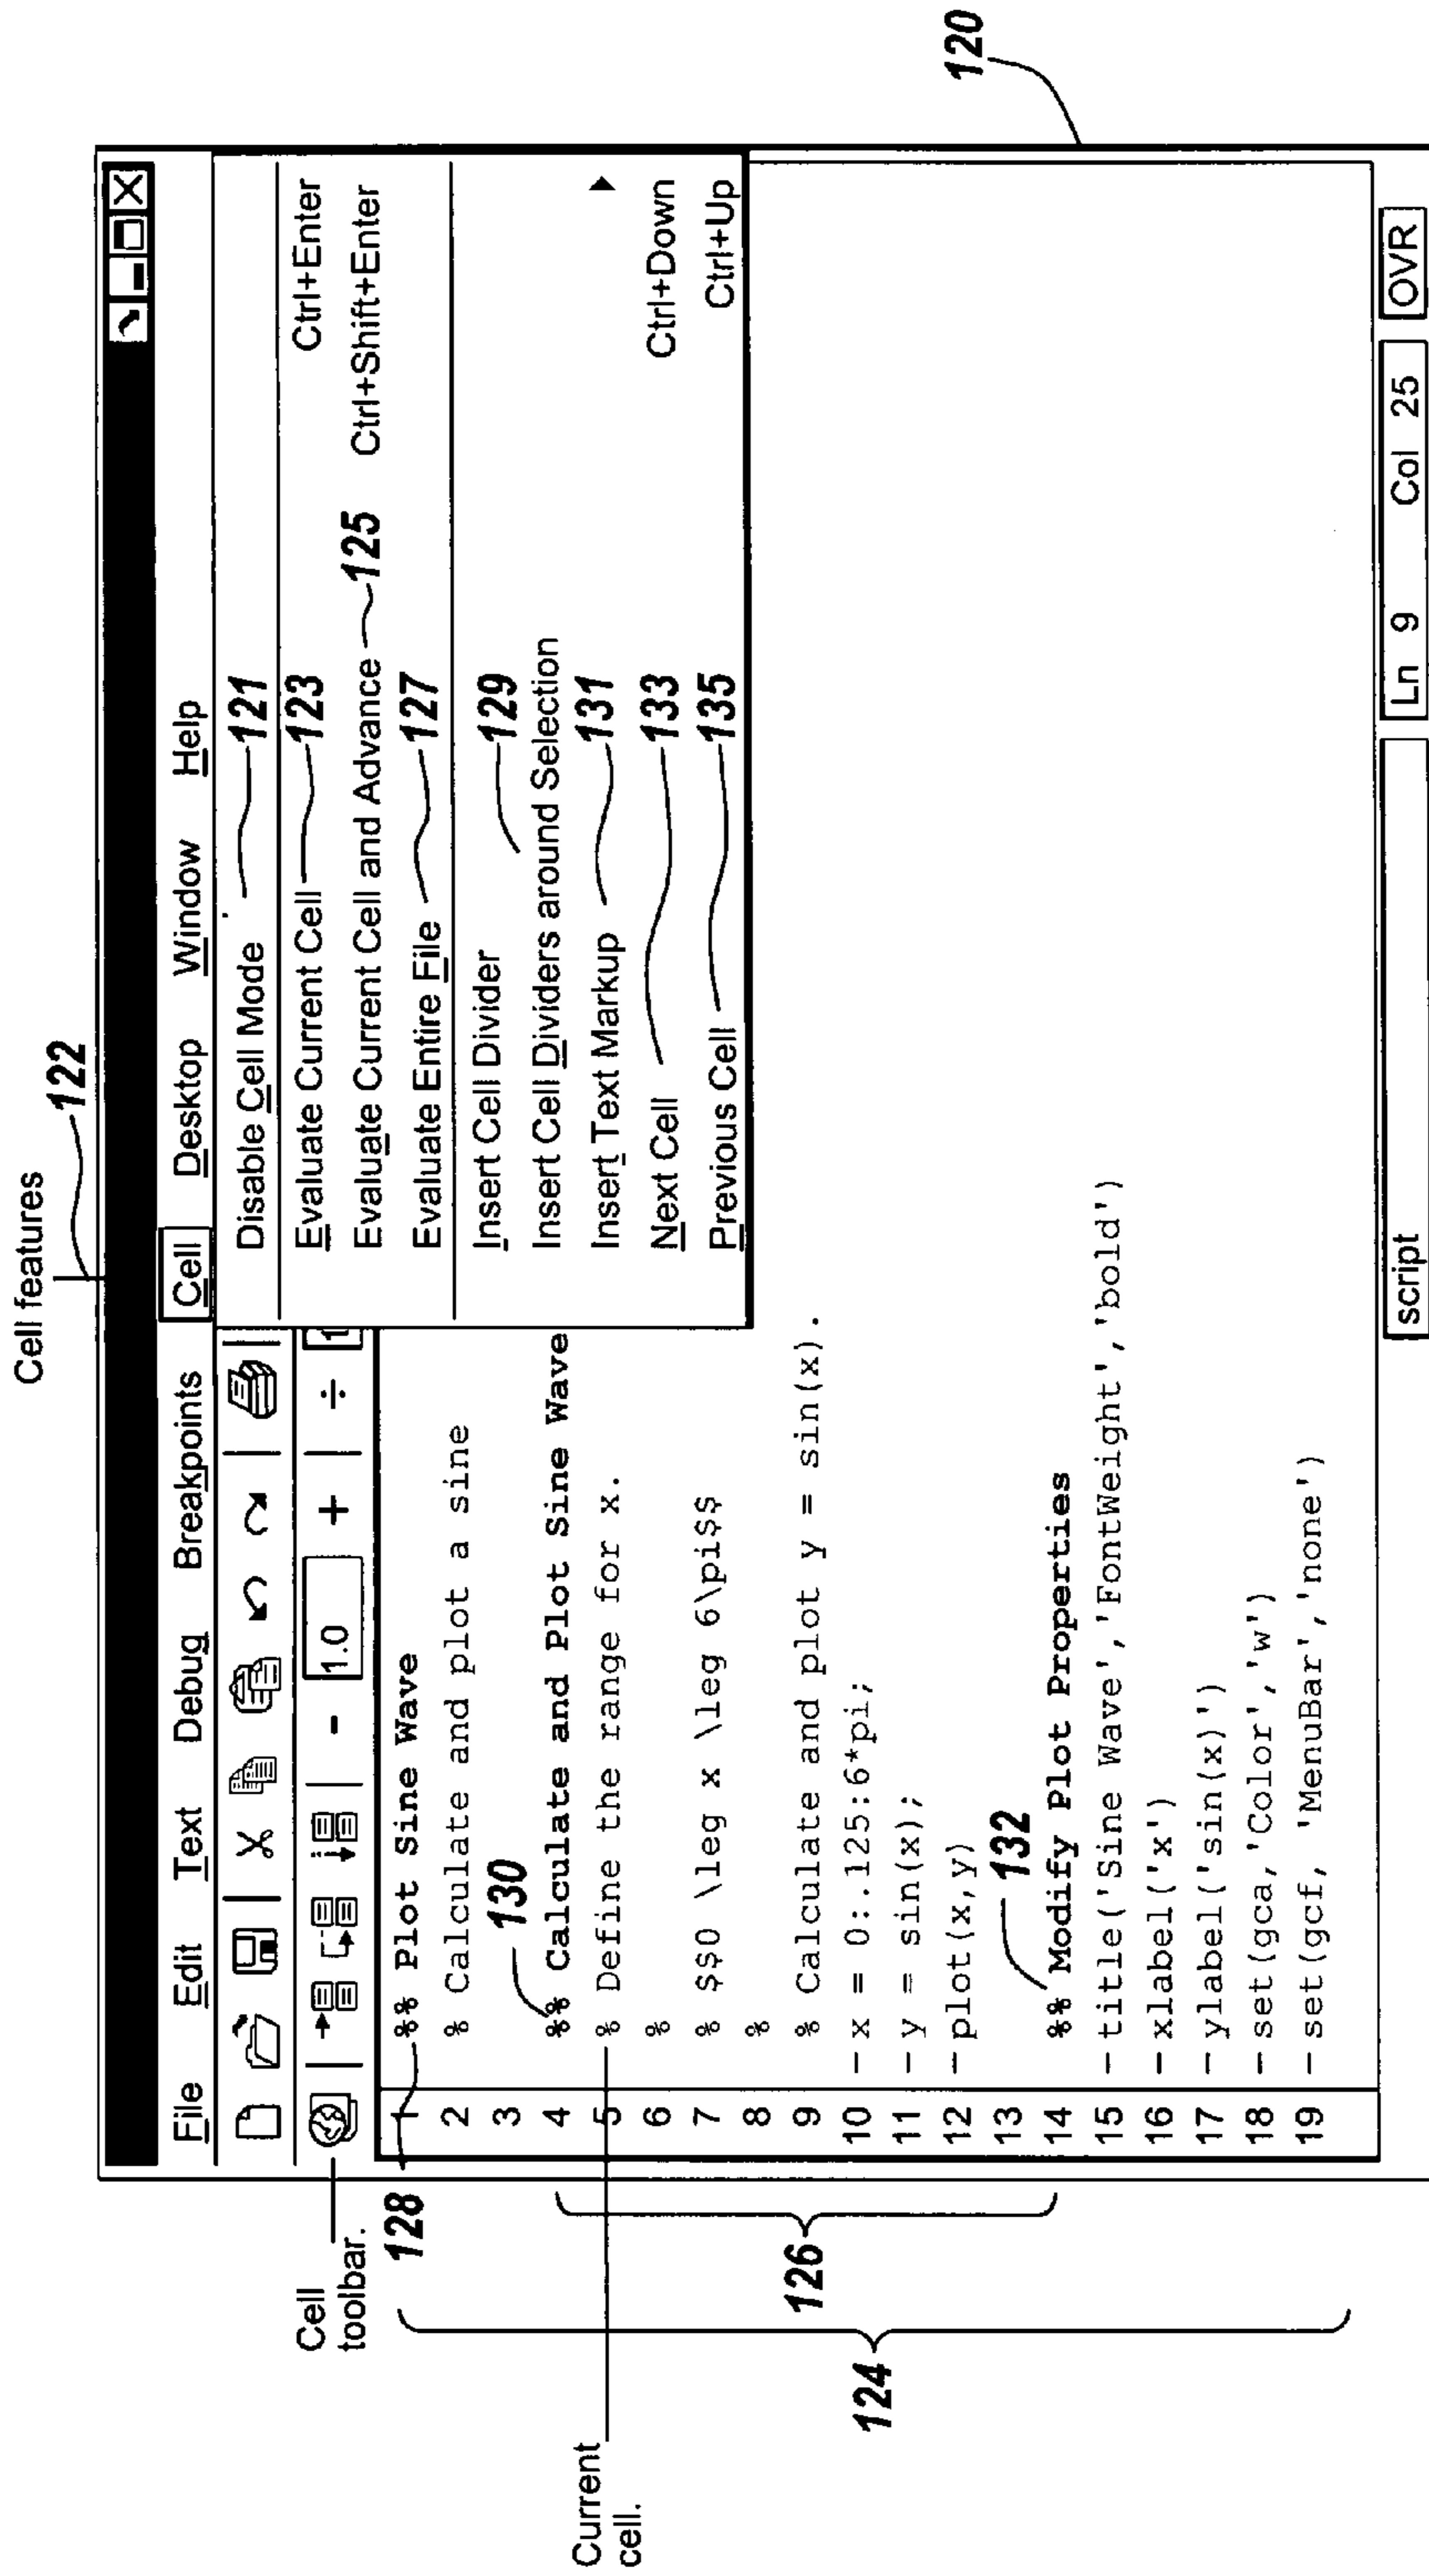 Cell features
122
File Edit Text Debug Breakpoints Cell Desktop Window Help
1.0
Disable Cell Mode 121
Evaluate Current Cell 123 Ctrl+Enter
Evaluate Current Cell and Advance 125 Ctrl+Shift+Enter
Evaluate Entire File 127
Insert Cell Divider 129
Insert Cell Dividers around Selection
Insert Text Markup 131
Next Cell 133 Ctrl+Down
Previous Cell 135 Ctrl+Up
120
Cell
toolbar.
128
Current
cell.
126
124
1 %% Plot Sine Wave
2 % Calculate and plot a sine
3
130
4 %% Calculate and Plot Sine Wave
5 % Define the range for x.
6 %
7 % $$0 \leg x \leg 6\pi$$
8 %
9 % Calculate and plot y = sin(x).
10 – x = 0:.125:6*pi;
11 – y = sin(x);
12 – plot(x,y)
13
132
14 %% Modify Plot Properties
15 – title('Sine Wave','FontWeight','bold')
16 – xlabel('x')
17 – ylabel('sin(x)')
18 – set(gca,'Color','w')
19 – set(gcf, 'MenuBar','none')
script Ln 9 Col 25 OVR